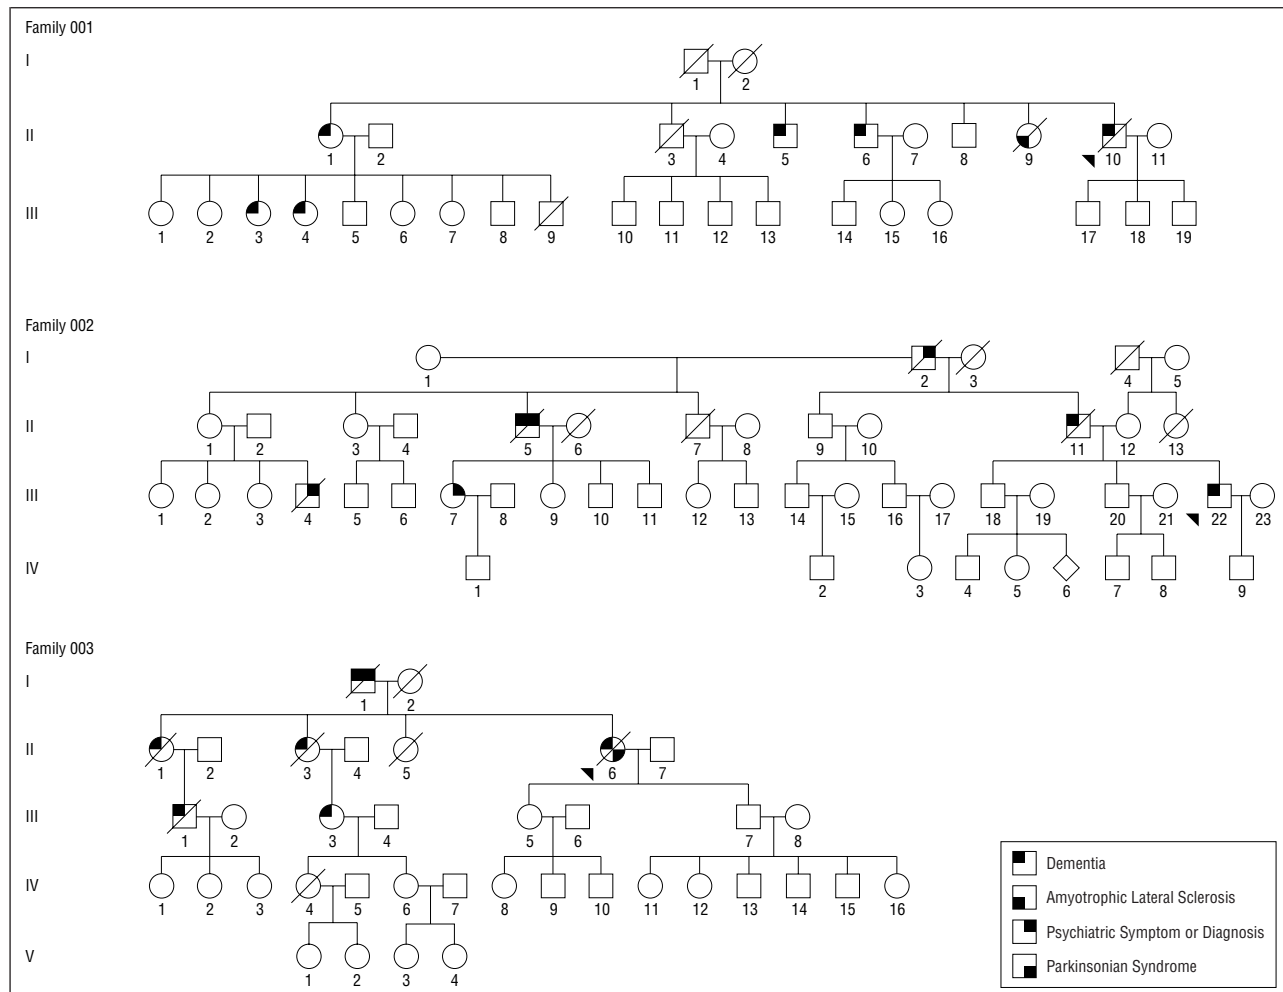 Family 001
I
1 2
II
1 2 3 4 5 6 7 8 9 10 11
III
1 2 3 4 5 6 7 8 9 10 11 12 13 14 15 16 17 18 19
Family 002
I
1 2 3 4 5
II
1 2 3 4 5 6 7 8 9 10 11 12 13
III
1 2 3 4 5 6 7 8 9 10 11 12 13 14 15 16 17 18 19 20 21 22 23
IV
1 2 3 4 5 6 7 8 9
Family 003
I
1 2
II
1 2 3 4 5 6 7
III
1 2 3 4 5 6 7 8
IV
1 2 3 4 5 6 7 8 9 10 11 12 13 14 15 16
V
1 2 3 4
Dementia
Amyotrophic Lateral Sclerosis
Psychiatric Symptom or Diagnosis
Parkinsonian Syndrome